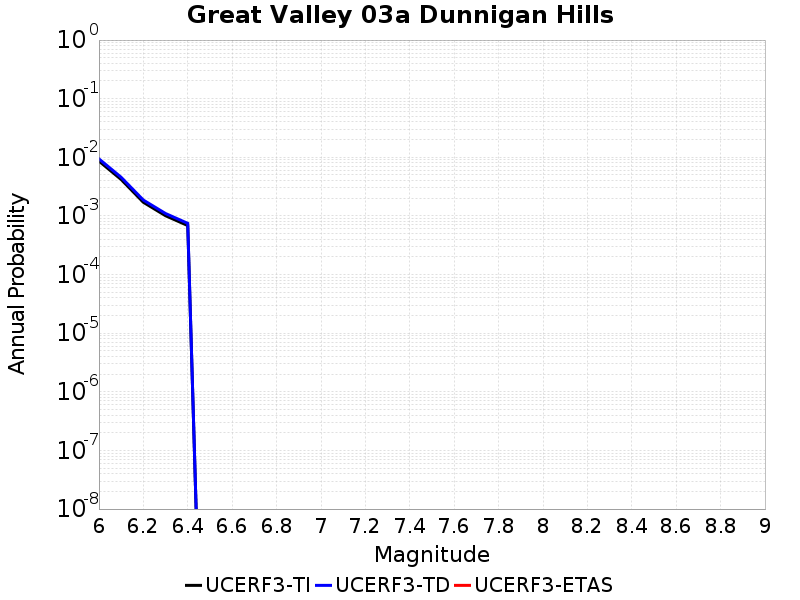 Great Valley 03a Dunnigan Hills
Annual Probability
10^0
10^-1
10^-2
10^-3
10^-4
10^-5
10^-6
10^-7
10^-8
6 6.2 6.4 6.6 6.8 7 7.2 7.4 7.6 7.8 8 8.2 8.4 8.6 8.8 9
Magnitude
UCERF3-TI UCERF3-TD UCERF3-ETAS